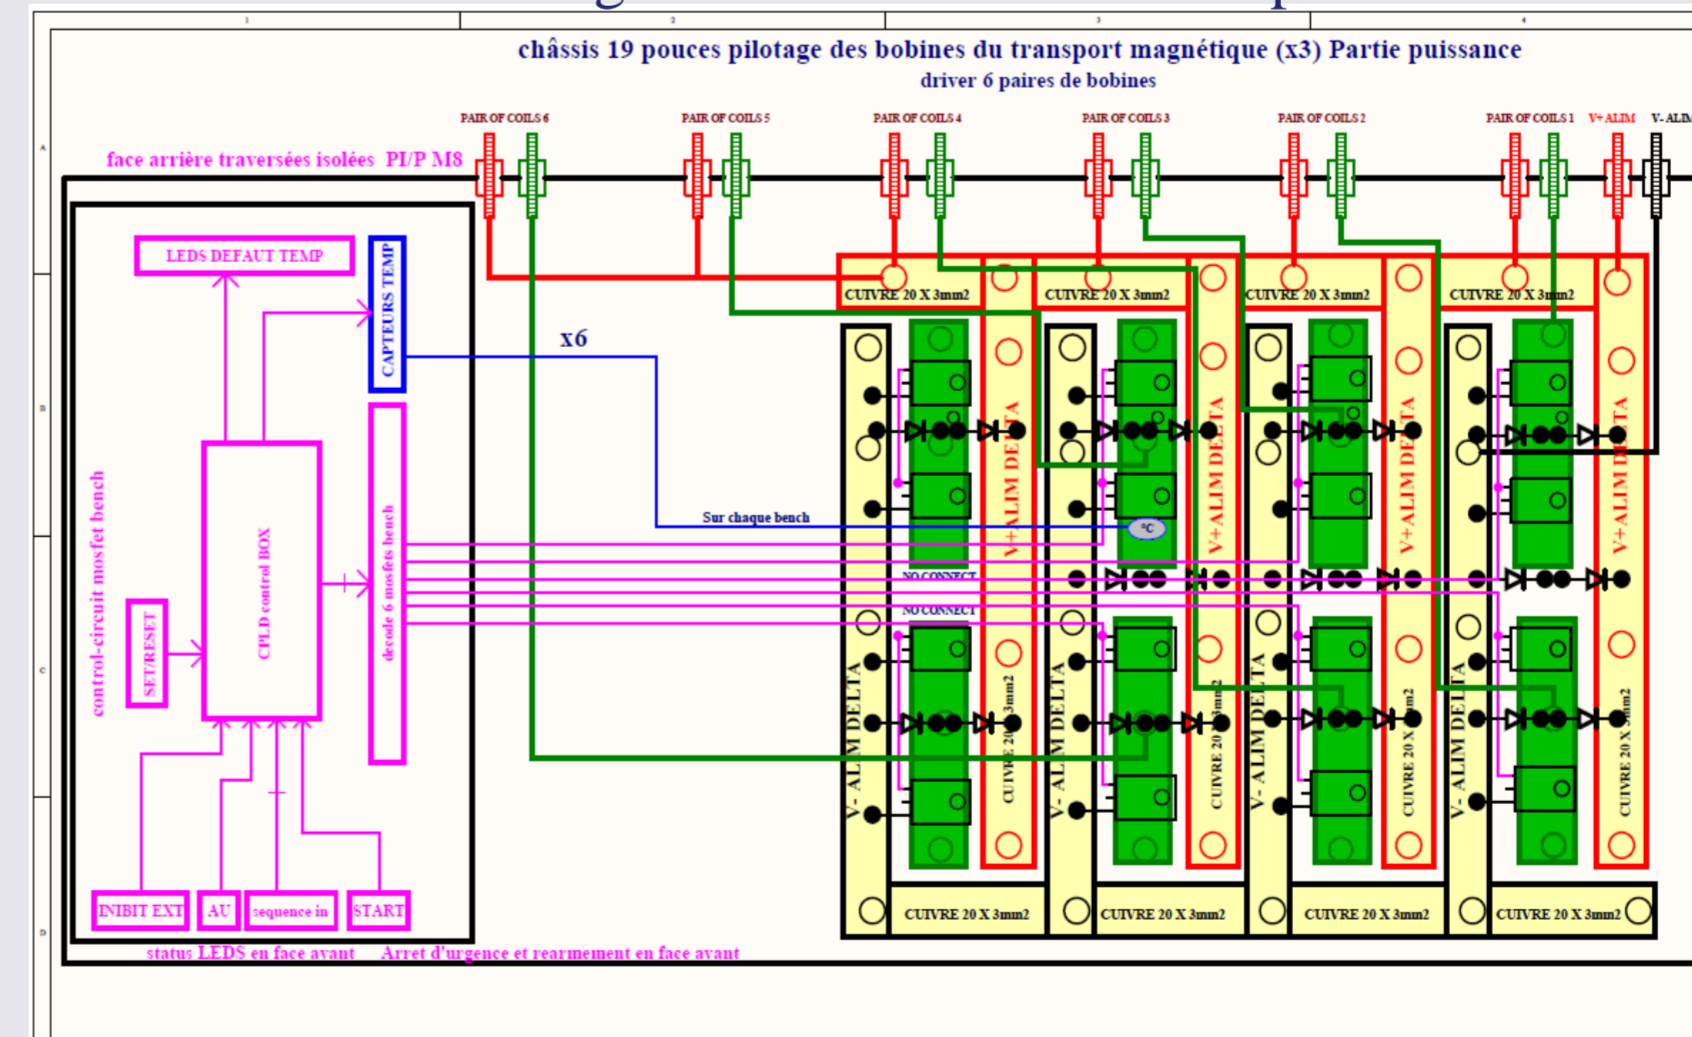 1 2 3 4
châssis 19 pouces pilotage des bobines du transport magnétique (x3) Partie puissance
driver 6 paires de bobines
PAIR OF COILS 6 PAIR OF COILS 5 PAIR OF COILS 4 PAIR OF COILS 3 PAIR OF COILS 2 PAIR OF COILS 1 V+ ALIM V- ALIM
A
face arrière traversées isolées PI/P M8
LEDS DEFAUT TEMP
CAPTEURS TEMP
CUIVRE 20 X 3mm2 CUIVRE 20 X 3mm2 CUIVRE 20 X 3mm2 CUIVRE 20 X 3mm2
x6
B
V+ALIM DELTA V+ALIM DELTA V+ALIM DELTA V+ALIM DELTA
Sur chaque bench
°C
control-circuit mosfet bench
CPLD control BOX
decode 6 mosfets bench
SET/RESET
NO CONNECT
NO CONNECT
C
V- ALIM DELTA V- ALIM DELTA V- ALIM DELTA V- ALIM DELTA
CUIVRE 20 X 3mm2 CUIVRE 20 X 3mm2 CUIVRE 20 X 3mm2 CUIVRE 20 X 3mm2
INIBIT EXT AU sequence in START
CUIVRE 20 X 3mm2 CUIVRE 20 X 3mm2 CUIVRE 20 X 3mm2 CUIVRE 20 X 3mm2
D
status LEDS en face avant Arret d'urgence et rearmement en face avant